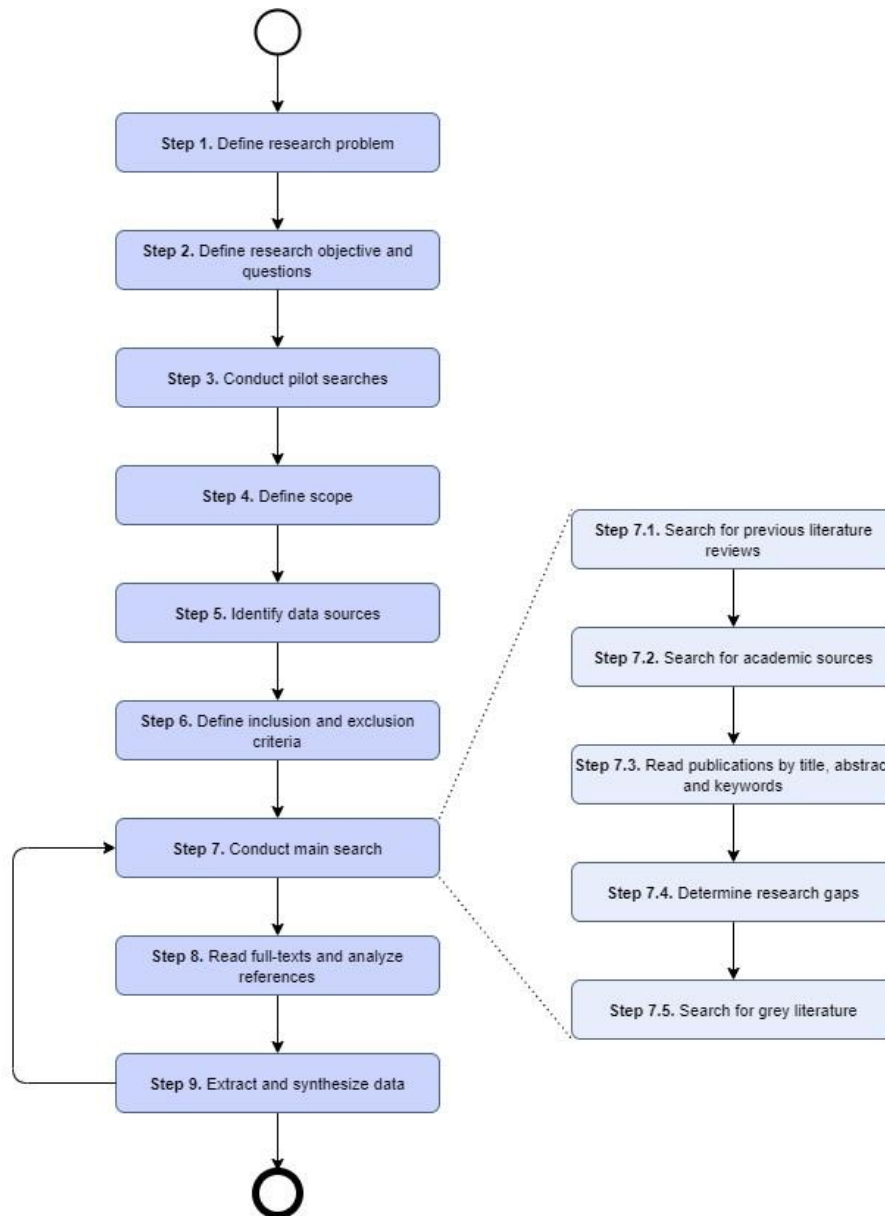 Step 1. Define research problem
Step 2. Define research objective and
questions
Step 3. Conduct pilot searches
Step 4. Define scope
Step 5. Identify data sources
Step 6. Define inclusion and exclusion
criteria
Step 7. Conduct main search
Step 8. Read full-texts and analyze
references
Step 9. Extract and synthesize data
Step 7.1. Search for previous literature
reviews
Step 7.2. Search for academic sources
Step 7.3. Read publications by title, abstrac
and keywords
Step 7.4. Determine research gaps
Step 7.5. Search for grey literature